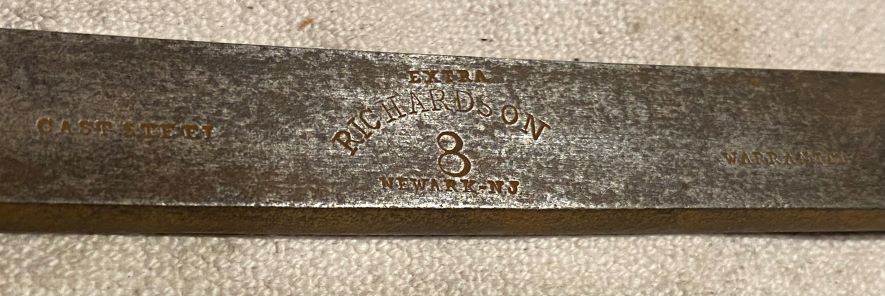 EXTRA
RICHARDSON
CAST STEEL
8
WARRANTED
NEWARK-NJ